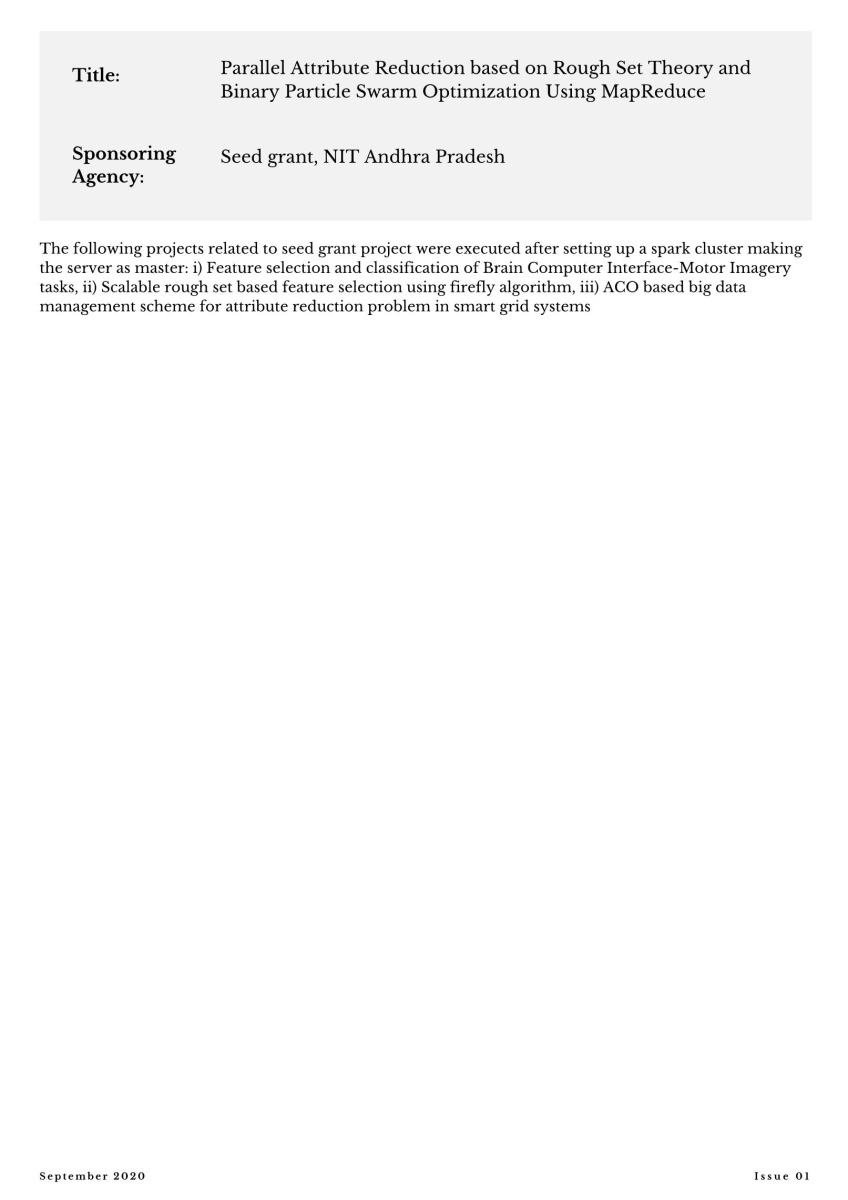 Title:
Parallel Attribute Reduction based on Rough Set Theory and
Binary Particle Swarm Optimization Using MapReduce
Sponsoring
Agency:
Seed grant, NIT Andhra Pradesh
The following projects related to seed grant project were executed after setting up a spark cluster making
the server as master: i) Feature selection and classification of Brain Computer Interface-Motor Imagery
tasks, ii) Scalable rough set based feature selection using firefly algorithm, iii) ACO based big data
management scheme for attribute reduction problem in smart grid systems
September 2020
Issue 01